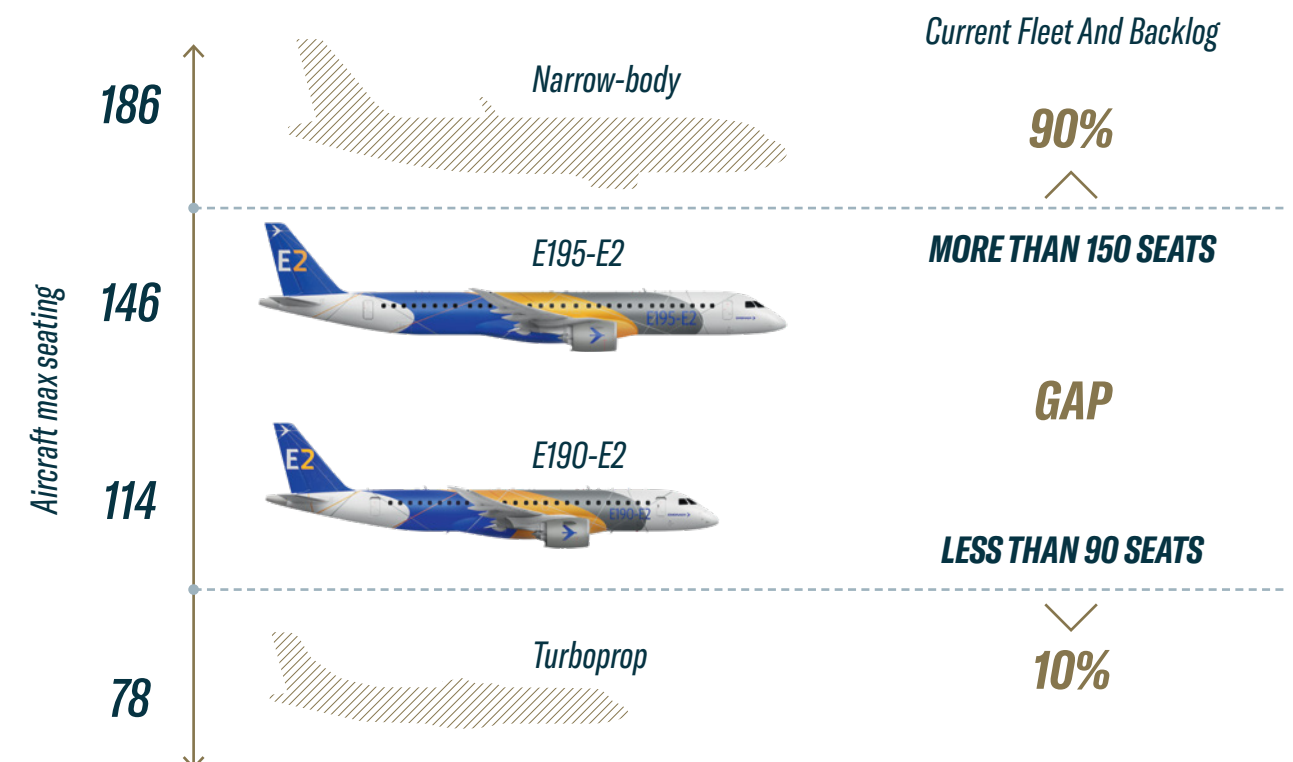 Current Fleet And Backlog
186
Narrow-body
90%
MORE THAN 150 SEATS
E2
E195-E2
146
E195-E2
Aircraft max seating
GAP
E2
E190-E2
114
E190-E2
LESS THAN 90 SEATS
Turboprop
10%
78